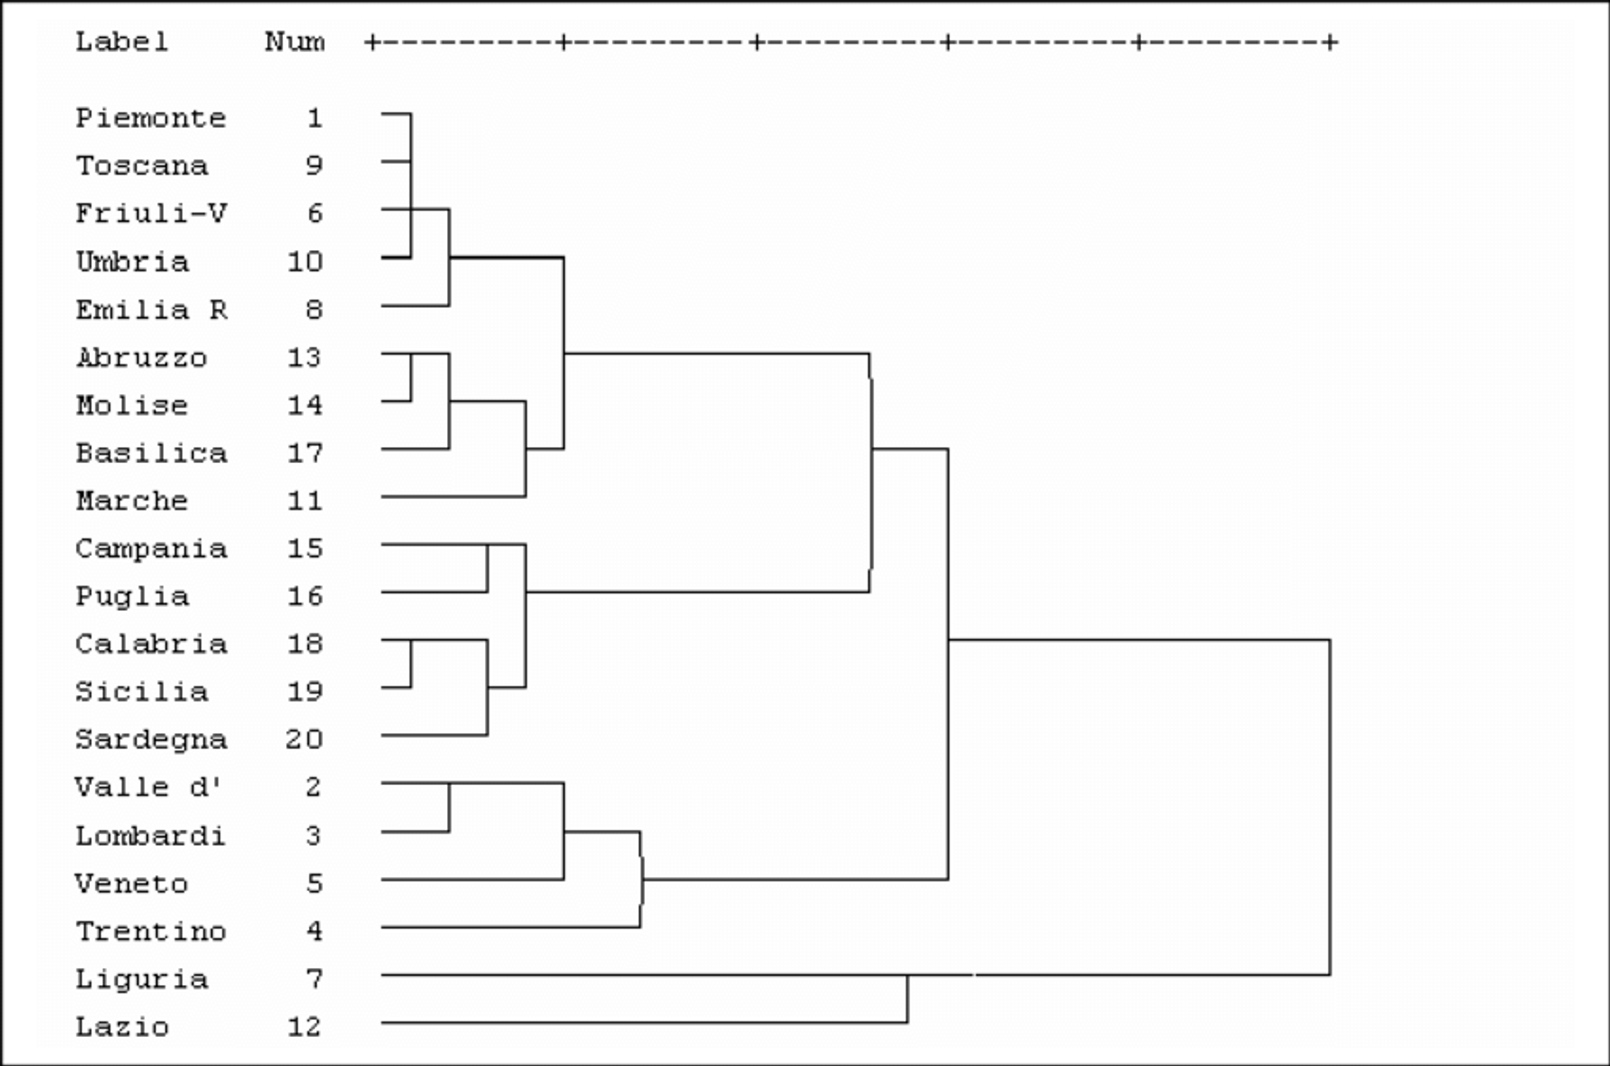 Label Num +---------+---------+---------+---------+---------+
Piemonte 1
Toscana 9
Friuli-V 6
Umbria 10
Emilia R 8
Abruzzo 13
Molise 14
Basilica 17
Marche 11
Campania 15
Puglia 16
Calabria 18
Sicilia 19
Sardegna 20
Valle d' 2
Lombardi 3
Veneto 5
Trentino 4
Liguria 7
Lazio 12